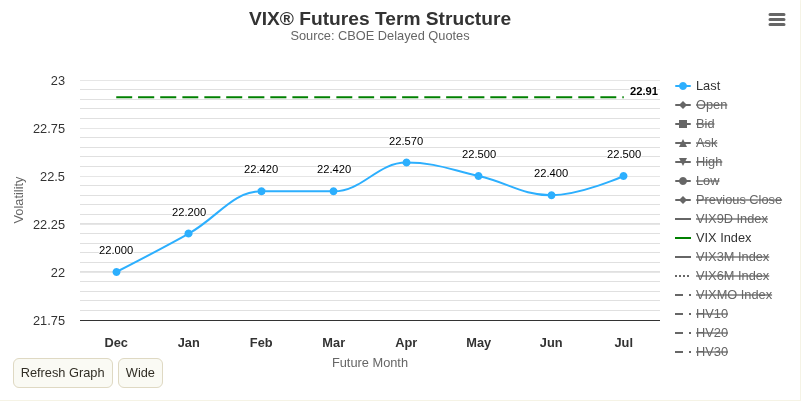 VIX® Futures Term Structure
Source: CBOE Delayed Quotes
23
22.75
22.5
22.25
22
21.75
Volatility
22.91
22.000
22.200
22.420
22.420
22.570
22.500
22.400
22.500
Dec Jan Feb Mar Apr May Jun Jul
Future Month
Last
Open
Bid
Ask
High
Low
Previous Close
VIX9D Index
VIX Index
VIX3M Index
VIX6M Index
VIXMO Index
HV10
HV20
HV30
Refresh Graph
Wide